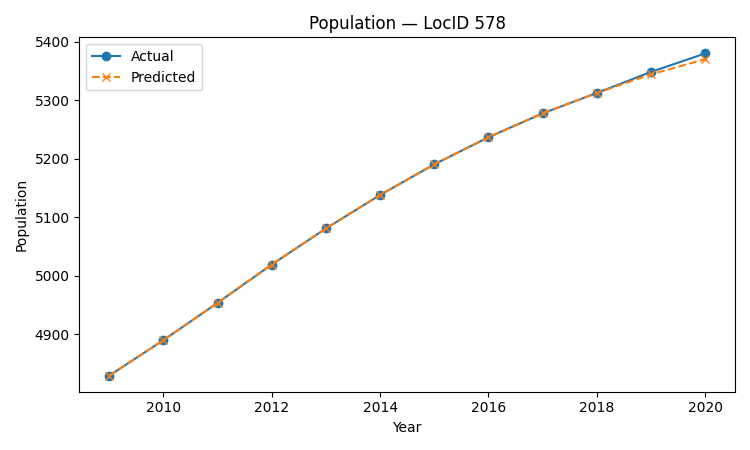 Population — LocID 578
Actual
Predicted
5400
5300
5200
5100
5000
4900
Population
2010 2012 2014 2016 2018 2020
Year